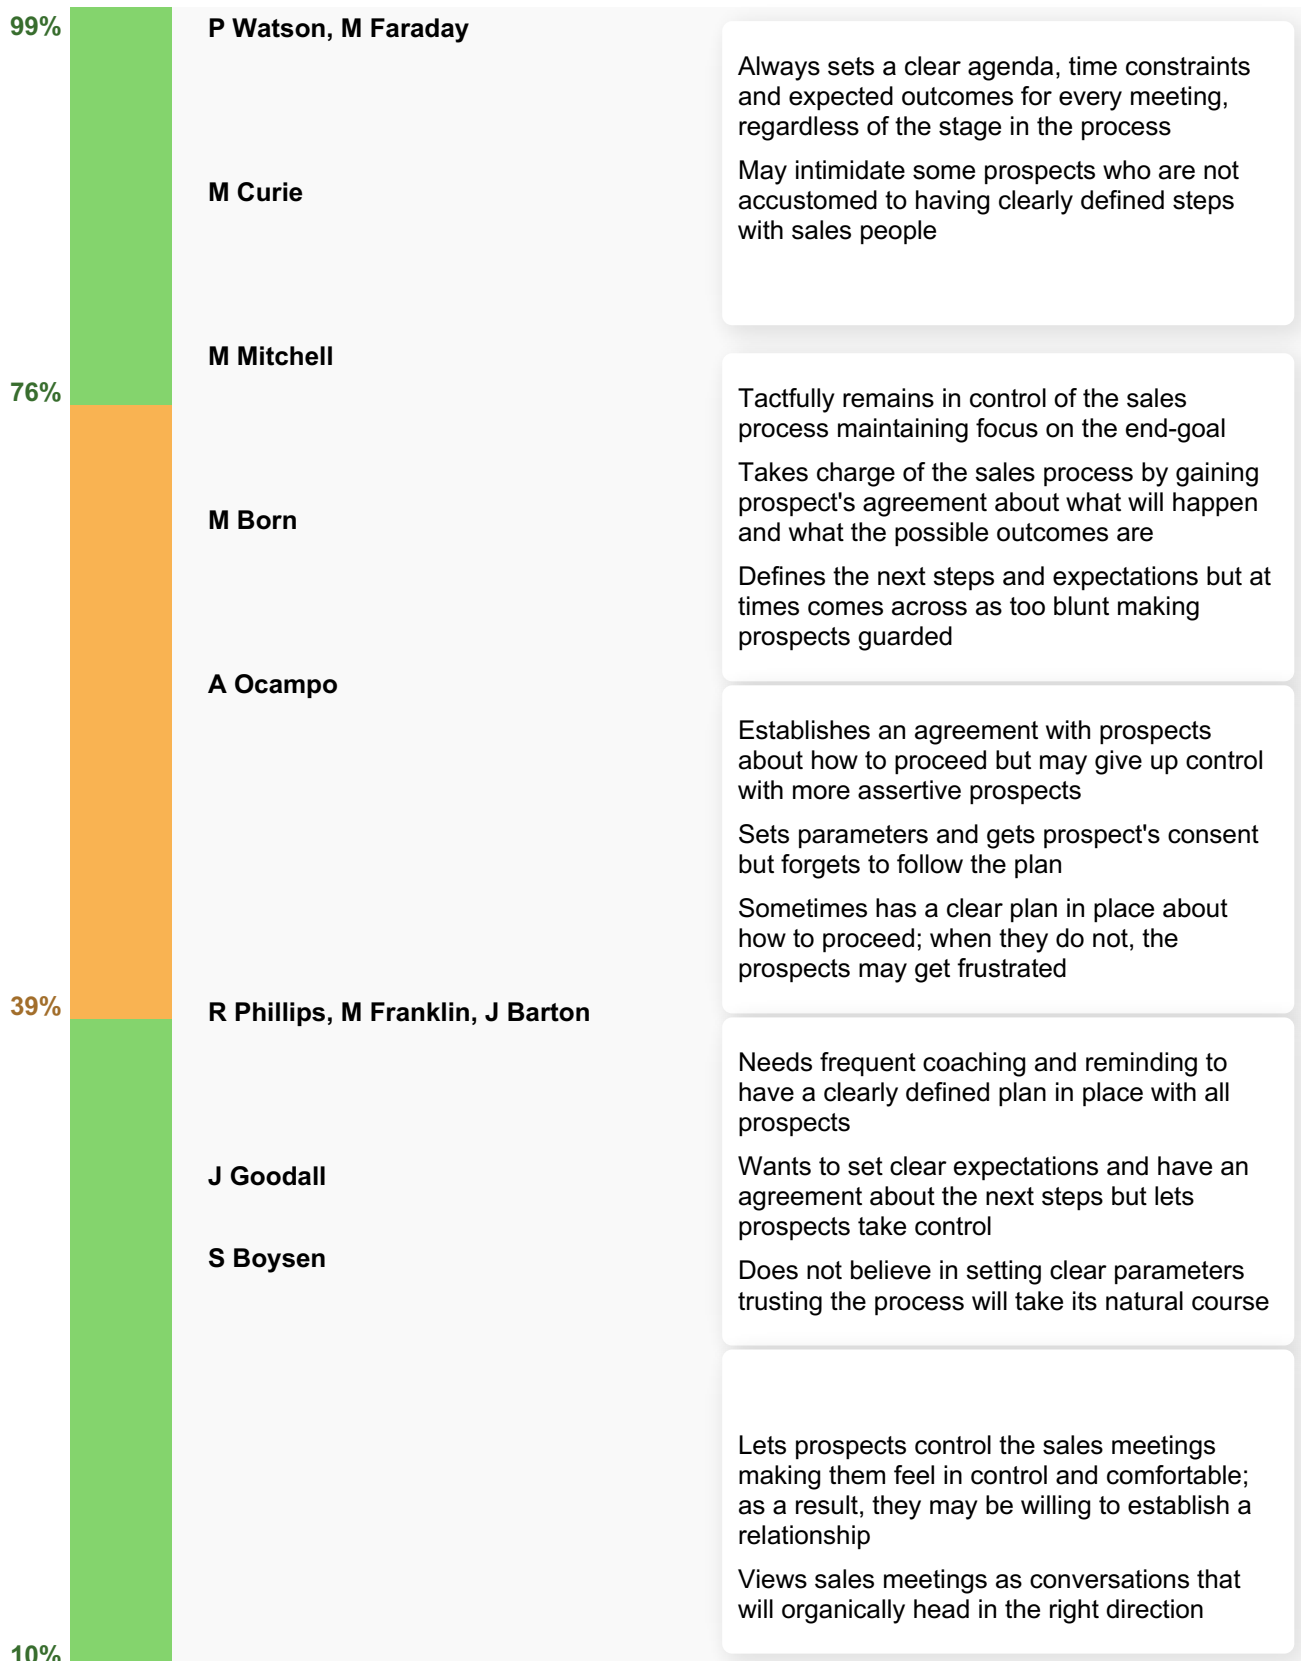 99%
P Watson, M Faraday
Always sets a clear agenda, time constraints
and expected outcomes for every meeting,
regardless of the stage in the process
May intimidate some prospects who are not
accustomed to having clearly defined steps
with sales people
M Curie
M Mitchell
76%
Tactfully remains in control of the sales
process maintaining focus on the end-goal
Takes charge of the sales process by gaining
prospect's agreement about what will happen
and what the possible outcomes are
Defines the next steps and expectations but at
times comes across as too blunt making
prospects guarded
M Born
A Ocampo
Establishes an agreement with prospects
about how to proceed but may give up control
with more assertive prospects
Sets parameters and gets prospect's consent
but forgets to follow the plan
Sometimes has a clear plan in place about
how to proceed; when they do not, the
prospects may get frustrated
39%
R Phillips, M Franklin, J Barton
Needs frequent coaching and reminding to
have a clearly defined plan in place with all
prospects
Wants to set clear expectations and have an
agreement about the next steps but lets
prospects take control
Does not believe in setting clear parameters
trusting the process will take its natural course
J Goodall
S Boysen
Lets prospects control the sales meetings
making them feel in control and comfortable;
as a result, they may be willing to establish a
relationship
Views sales meetings as conversations that
will organically head in the right direction
10%